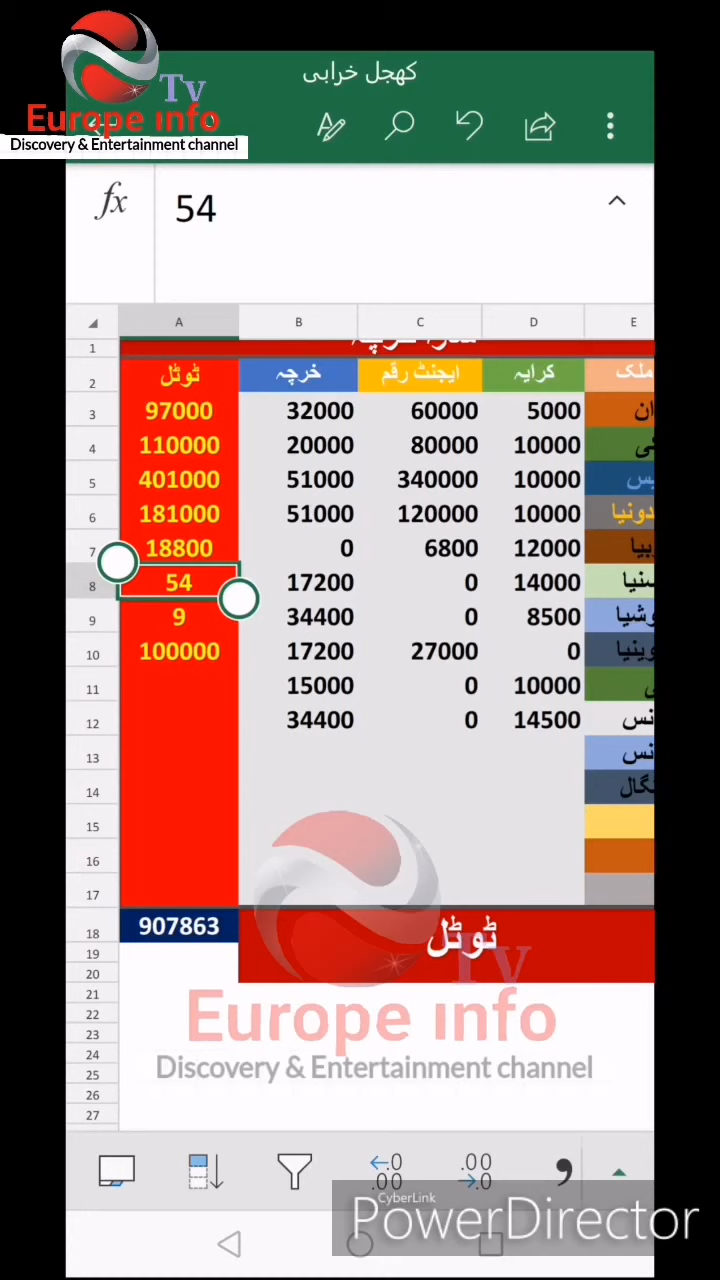 کھجل خرابی
Tv
Europe info
Discovery & Entertainment channel
fx 54
A B C D E
1
2 ٹوٹل خرچہ ایجنٹ رقم کرایہ ملک
3 97000 32000 60000 5000
4 110000 20000 80000 10000
5 401000 51000 340000 10000
6 181000 51000 120000 10000
7 18800 0 6800 12000
8 54 17200 0 14000
9 9 34400 0 8500
10 100000 17200 27000 0
11 15000 0 10000
12 34400 0 14500
13
14
15
16
17
18 907863 ٹوٹل
19
20
21
22
23
24
25
26
27
Tv
Europe info
Discovery & Entertainment channel
←.0 .00
.00 →.0
,
CyberLink
PowerDirector